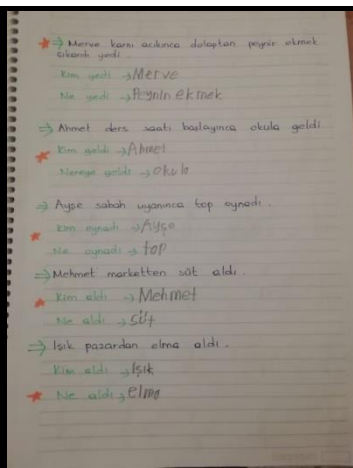 ⇒ Merve karnı acıkınca dolaptan peynir ekmek
çıkardı yedi.
Kim yedi → Merve
Ne yedi → Peynin ekmek
⇒ Ahmet ders saati başlayınca okula geldi
Kim geldi → Ahmet
Nereye geldi → Okula
⇒ Ayşe sabah uyanınca top oynadı.
Kim oynadı → Ayşe
Ne oynadı → top
⇒ Mehmet marketten süt aldı.
Kim aldı → Mehmet
Ne aldı → süt
⇒ Işık pazardan elma aldı.
Kim aldı → Işık
Ne aldı → elma